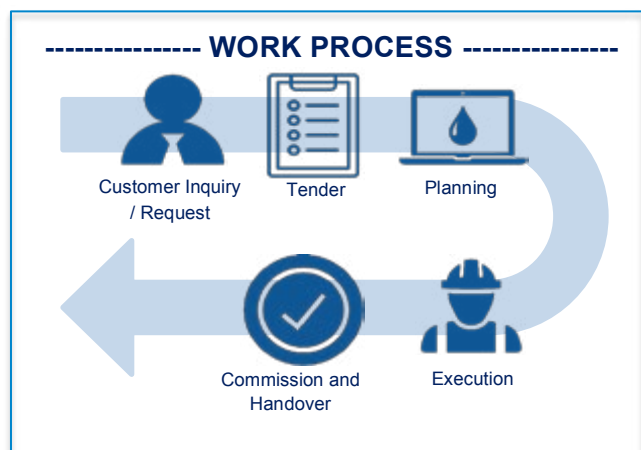 --------------- WORK PROCESS ---------------
Customer Inquiry
/ Request
Tender
Planning
Commission and
Handover
Execution